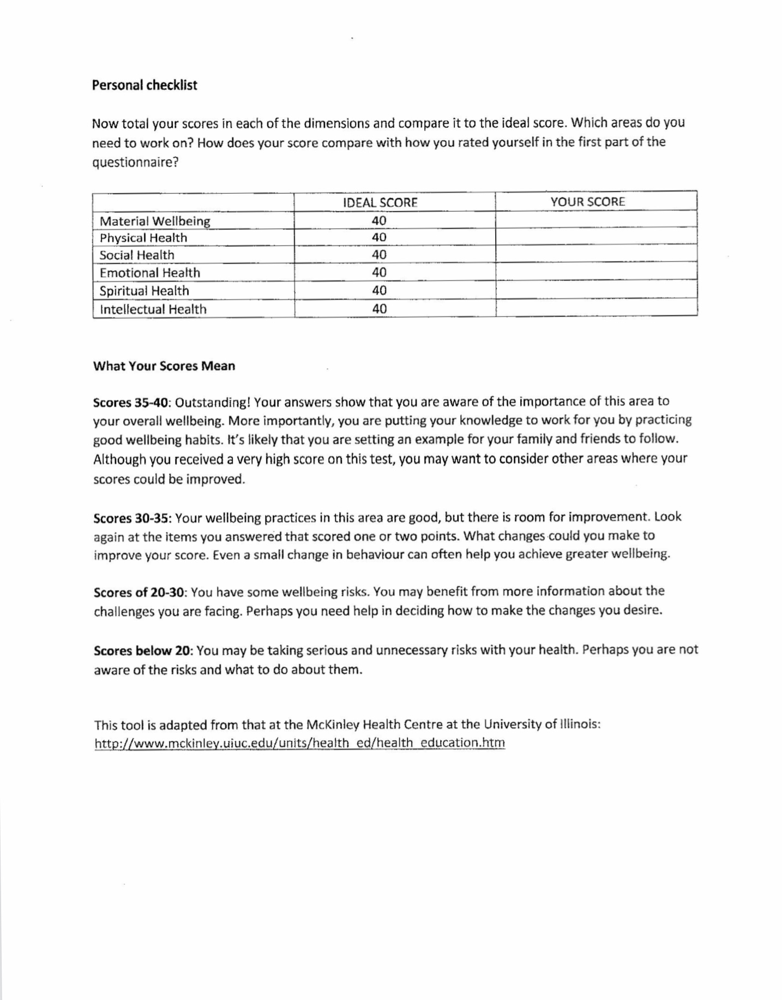 Personal checklist
Now total your scores in each of the dimensions and compare it to the ideal score. Which areas do you
need to work on? How does your score compare with how you rated yourself in the first part of the
questionnaire?
IDEAL SCORE YOUR SCORE
Material Wellbeing 40
Physical Health 40
Social Health 40
Emotional Health 40
Spiritual Health 40
Intellectual Health 40
What Your Scores Mean
Scores 35-40: Outstanding! Your answers show that you are aware of the importance of this area to
your overall wellbeing. More importantly, you are putting your knowledge to work for you by practicing
good wellbeing habits. It's likely that you are setting an example for your family and friends to follow.
Although you received a very high score on this test, you may want to consider other areas where your
scores could be improved.
Scores 30-35: Your wellbeing practices in this area are good, but there is room for improvement. Look
again at the items you answered that scored one or two points. What changes could you make to
improve your score. Even a small change in behaviour can often help you achieve greater wellbeing.
Scores of 20-30: You have some wellbeing risks. You may benefit from more information about the
challenges you are facing. Perhaps you need help in deciding how to make the changes you desire.
Scores below 20: You may be taking serious and unnecessary risks with your health. Perhaps you are not
aware of the risks and what to do about them.
This tool is adapted from that at the McKinley Health Centre at the University of Illinois:
http://www.mckinley.uiuc.edu/units/health_ed/health_education.htm